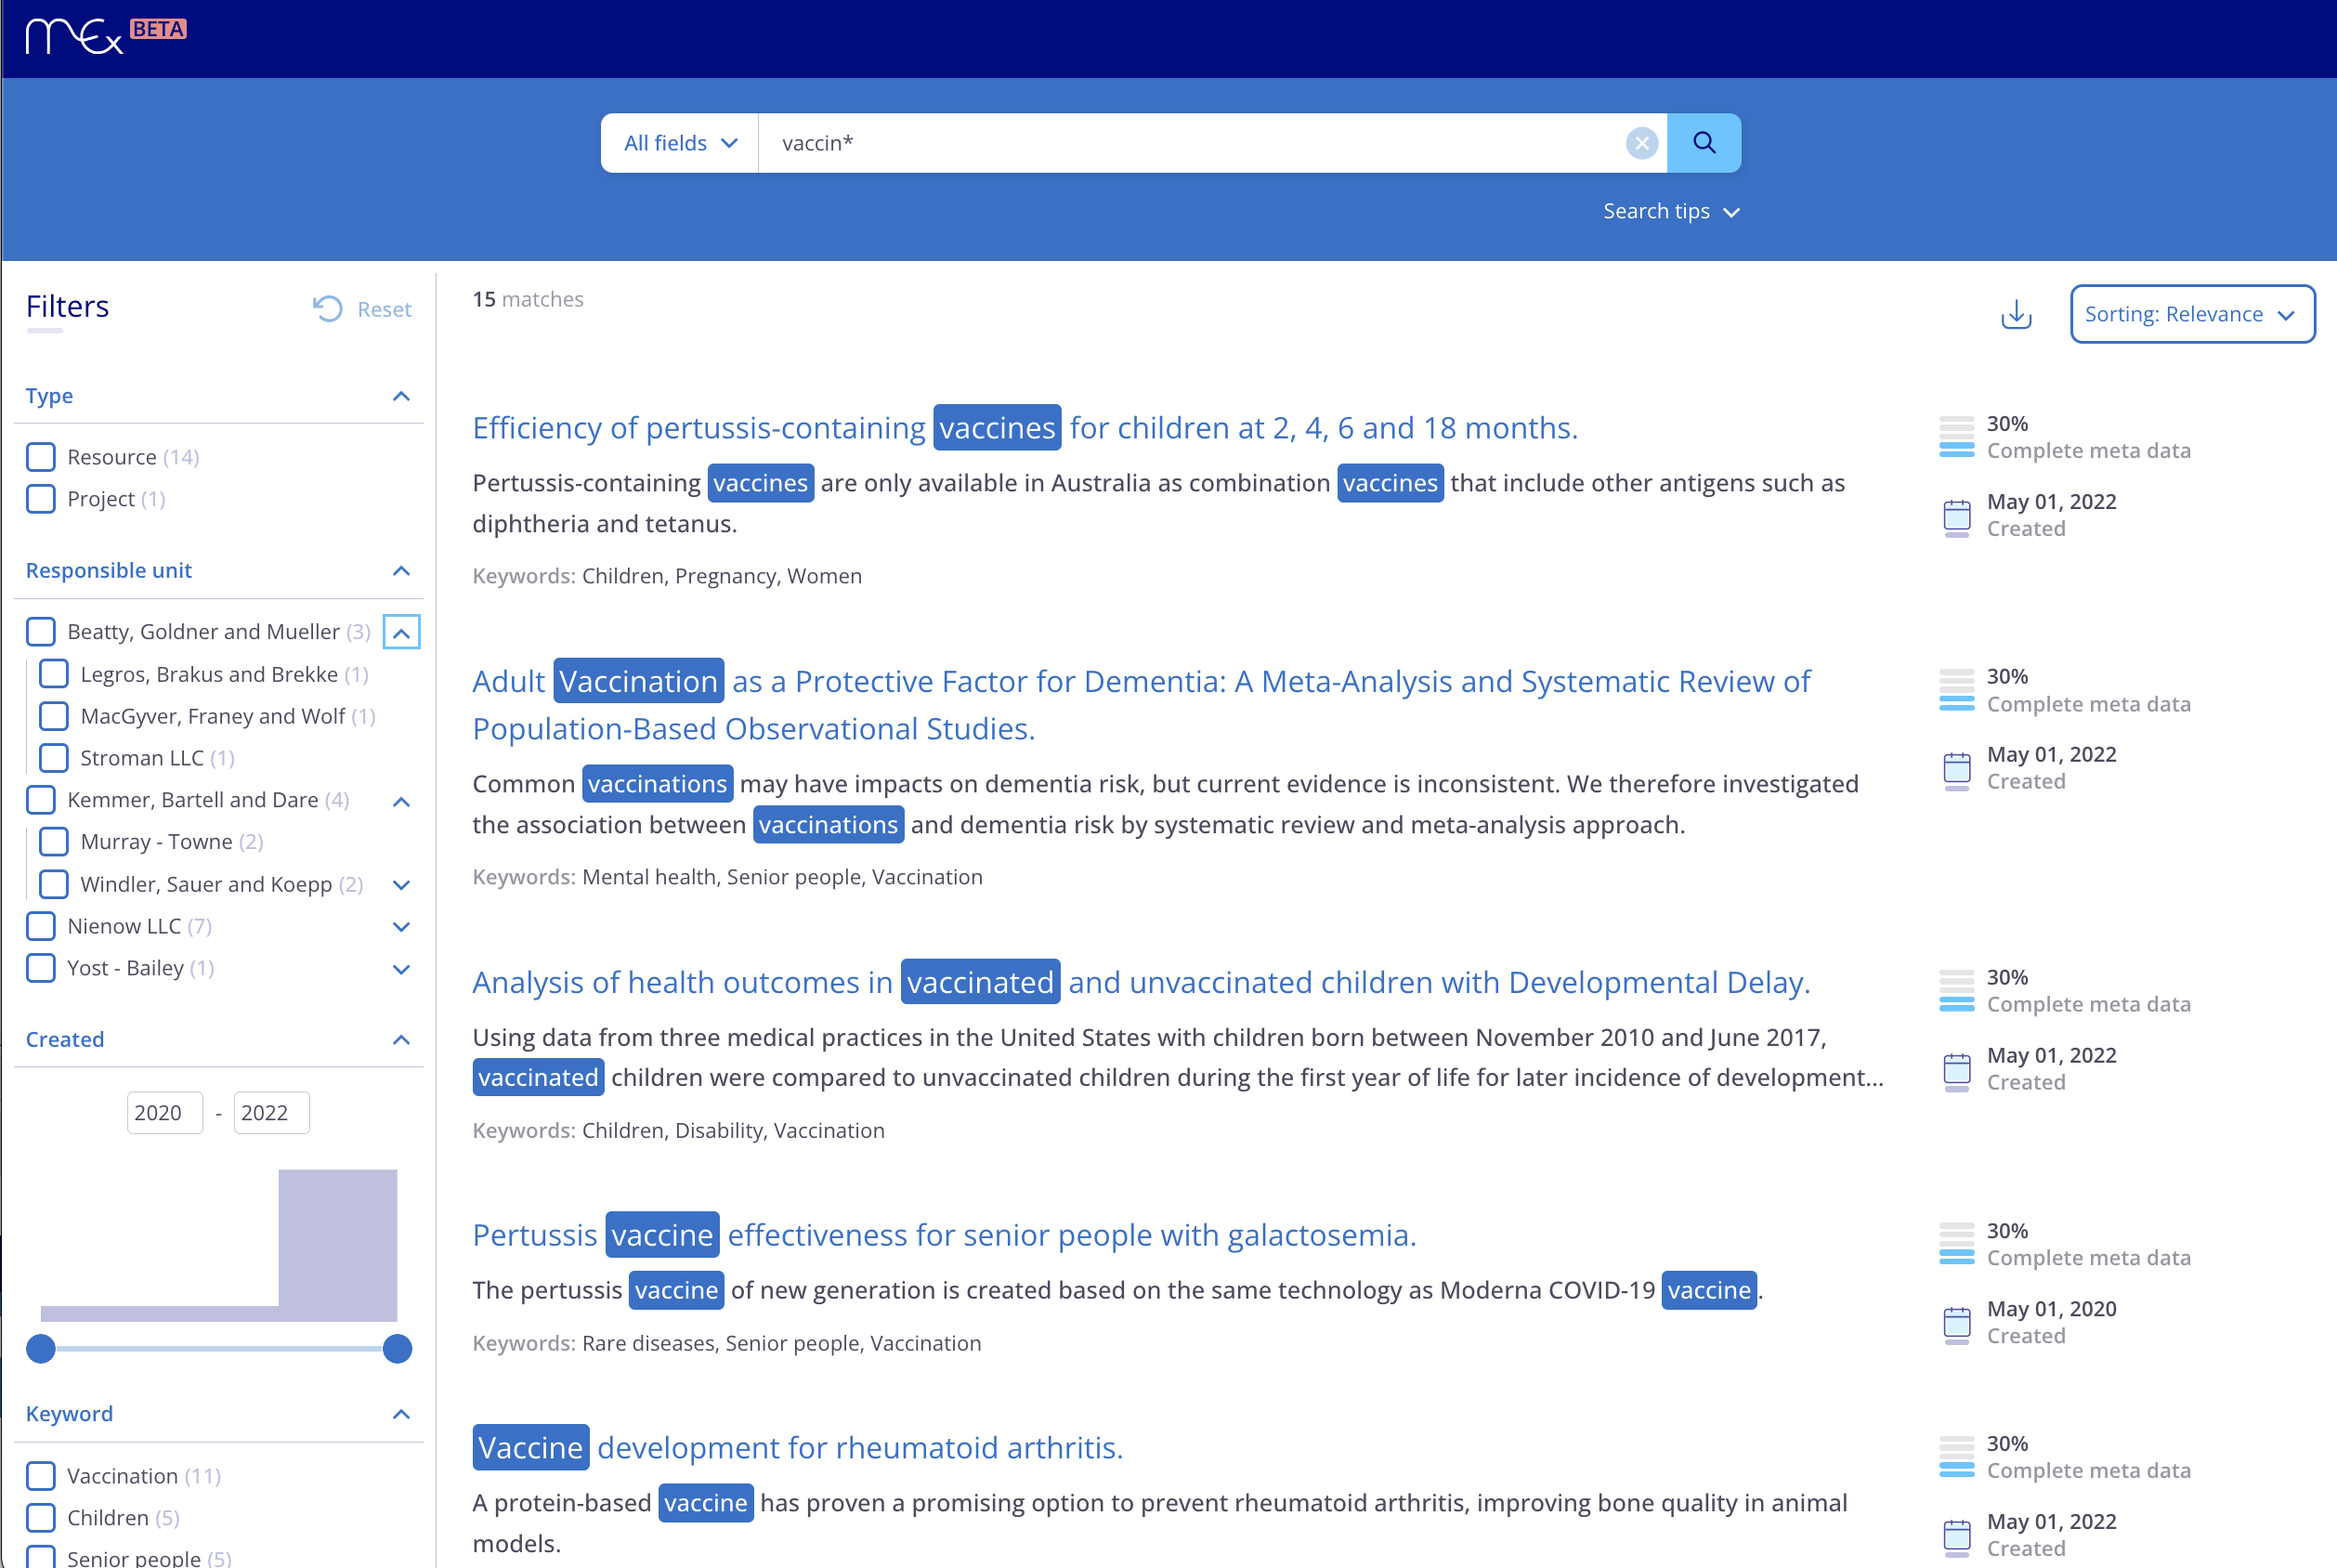 MEx BETA
All fields vaccin*
Search tips
Filters Reset
Type
Resource (14)
Project (1)
Responsible unit
Beatty, Goldner and Mueller (3)
Legros, Brakus and Brekke (1)
MacGyver, Franey and Wolf (1)
Stroman LLC (1)
Kemmer, Bartell and Dare (4)
Murray - Towne (2)
Windler, Sauer and Koepp (2)
Nienow LLC (7)
Yost - Bailey (1)
Created
2020 - 2022
Keyword
Vaccination (11)
Children (5)
Senior people (5)
15 matches
Sorting: Relevance
Efficiency of pertussis-containing vaccines for children at 2, 4, 6 and 18 months.
Pertussis-containing vaccines are only available in Australia as combination vaccines that include other antigens such as
diphtheria and tetanus.
Keywords: Children, Pregnancy, Women
30%
Complete meta data
May 01, 2022
Created
Adult Vaccination as a Protective Factor for Dementia: A Meta-Analysis and Systematic Review of
Population-Based Observational Studies.
Common vaccinations may have impacts on dementia risk, but current evidence is inconsistent. We therefore investigated
the association between vaccinations and dementia risk by systematic review and meta-analysis approach.
Keywords: Mental health, Senior people, Vaccination
30%
Complete meta data
May 01, 2022
Created
Analysis of health outcomes in vaccinated and unvaccinated children with Developmental Delay.
Using data from three medical practices in the United States with children born between November 2010 and June 2017,
vaccinated children were compared to unvaccinated children during the first year of life for later incidence of development...
Keywords: Children, Disability, Vaccination
30%
Complete meta data
May 01, 2022
Created
Pertussis vaccine effectiveness for senior people with galactosemia.
The pertussis vaccine of new generation is created based on the same technology as Moderna COVID-19 vaccine.
Keywords: Rare diseases, Senior people, Vaccination
30%
Complete meta data
May 01, 2020
Created
Vaccine development for rheumatoid arthritis.
A protein-based vaccine has proven a promising option to prevent rheumatoid arthritis, improving bone quality in animal
models.
30%
Complete meta data
May 01, 2022
Created